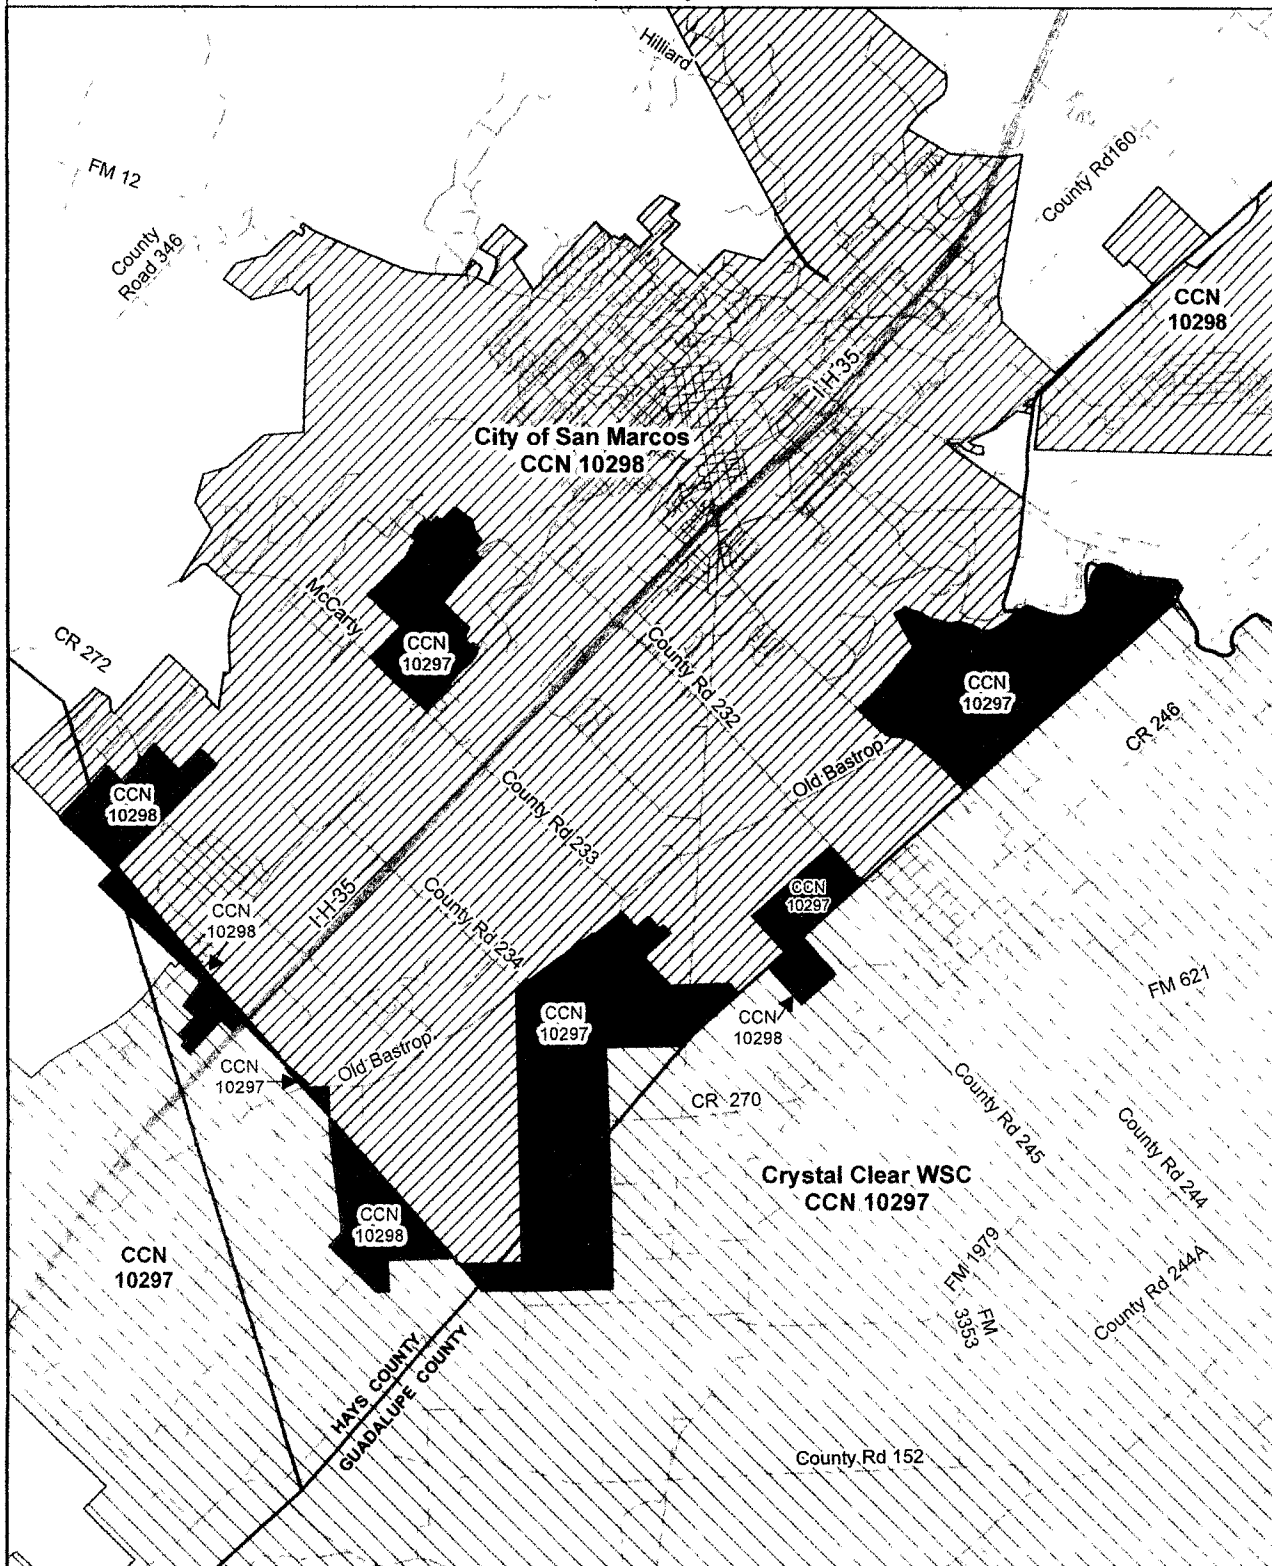 Hilliard
FM 12
County Rd160
County
Road 346
CCN
10298
I-H-35
City of San Marcos
CCN 10298
McCarty
CR 272
CCN
10297
County Rd 232
CCN
10297
CR 246
Old Bastrop
CCN
10298
County Rd 233
CCN
10297
I-H-35
CCN
10298
County Rd 234
FM 621
CCN
10297
CCN
10298
Old Bastrop
CCN
10297
CR 270
County Rd 245
County Rd 244
Crystal Clear WSC
CCN 10297
CCN
10298
CCN
10297
FM 1979
County Rd 244A
FM
3353
HAYS COUNTY
GUADALUPE COUNTY
County Rd 152